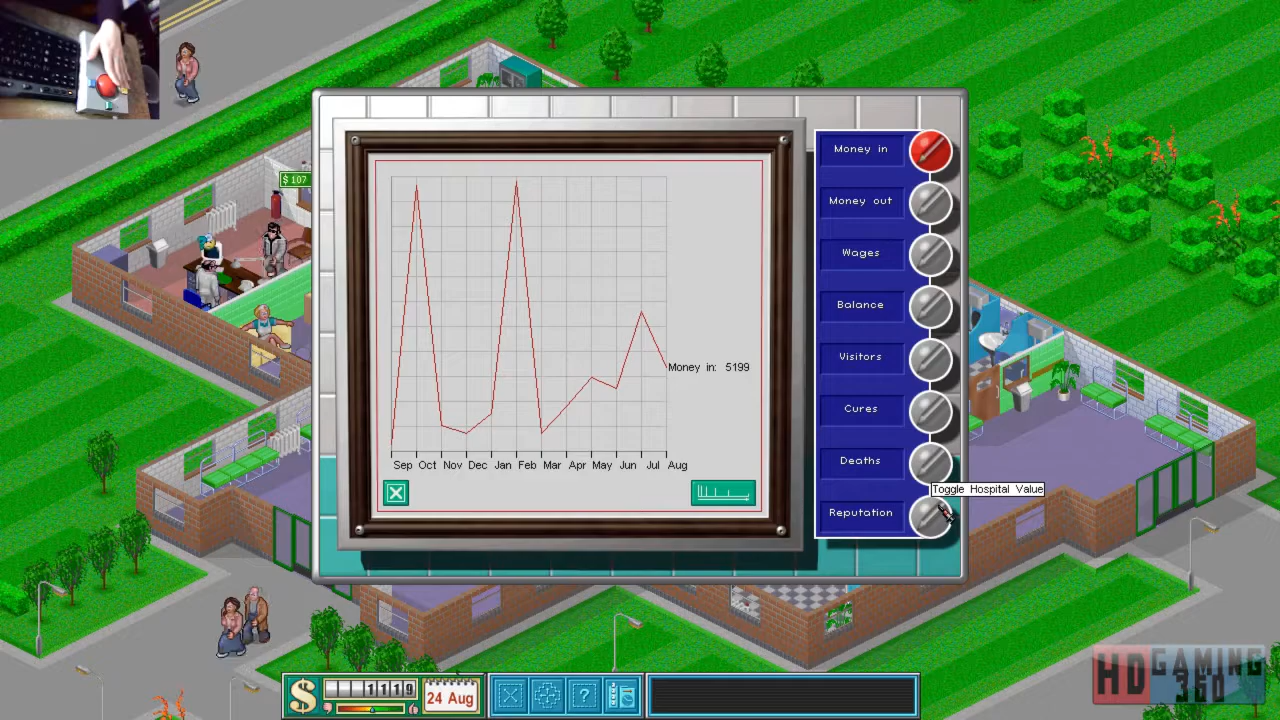 $ 107
Money in
Money out
Wages
Balance
Visitors
Cures
Deaths
Reputation
Toggle Hospital Value
Money in: 5199
Sep Oct Nov Dec Jan Feb Mar Apr May Jun Jul Aug
$ 1119
24 Aug
?
HD GAMING
360